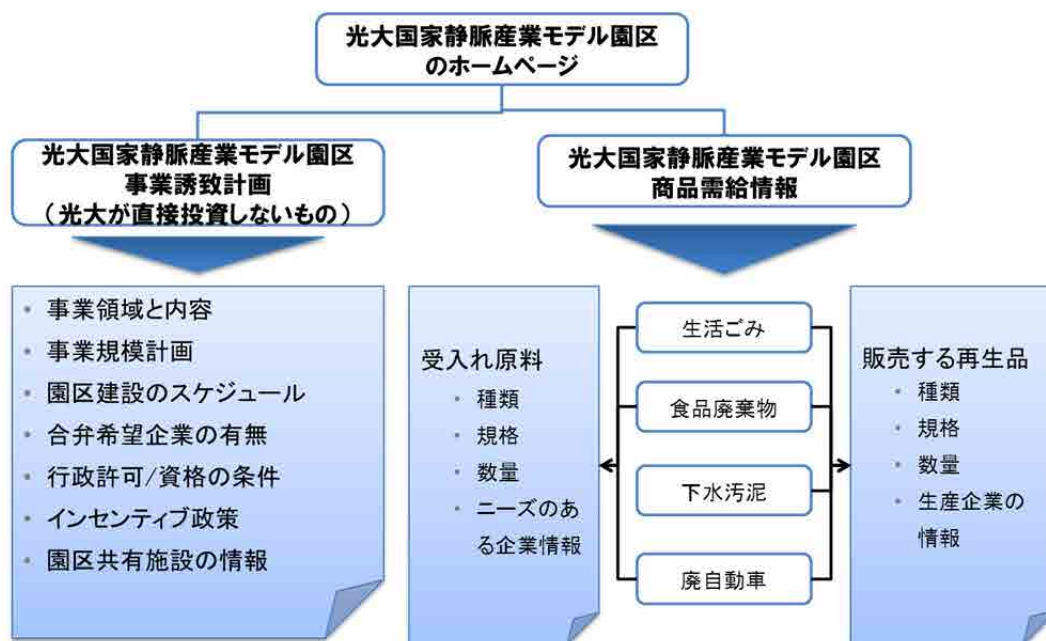 光大国家静脈産業モデル園区
のホームページ
光大国家静脈産業モデル園区
事業誘致計画
（光大が直接投資しないもの）
光大国家静脈産業モデル園区
商品需給情報
・事業領域と内容
・事業規模計画
・園区建設のスケジュール
・合弁希望企業の有無
・行政許可/資格の条件
・インセンティブ政策
・園区共有施設の情報
受入れ原料
・種類
・規格
・数量
・ニーズのあ
る企業情報
生活ごみ
食品廃棄物
下水汚泥
廃自動車
販売する再生品
・種類
・規格
・数量
・生産企業の
情報